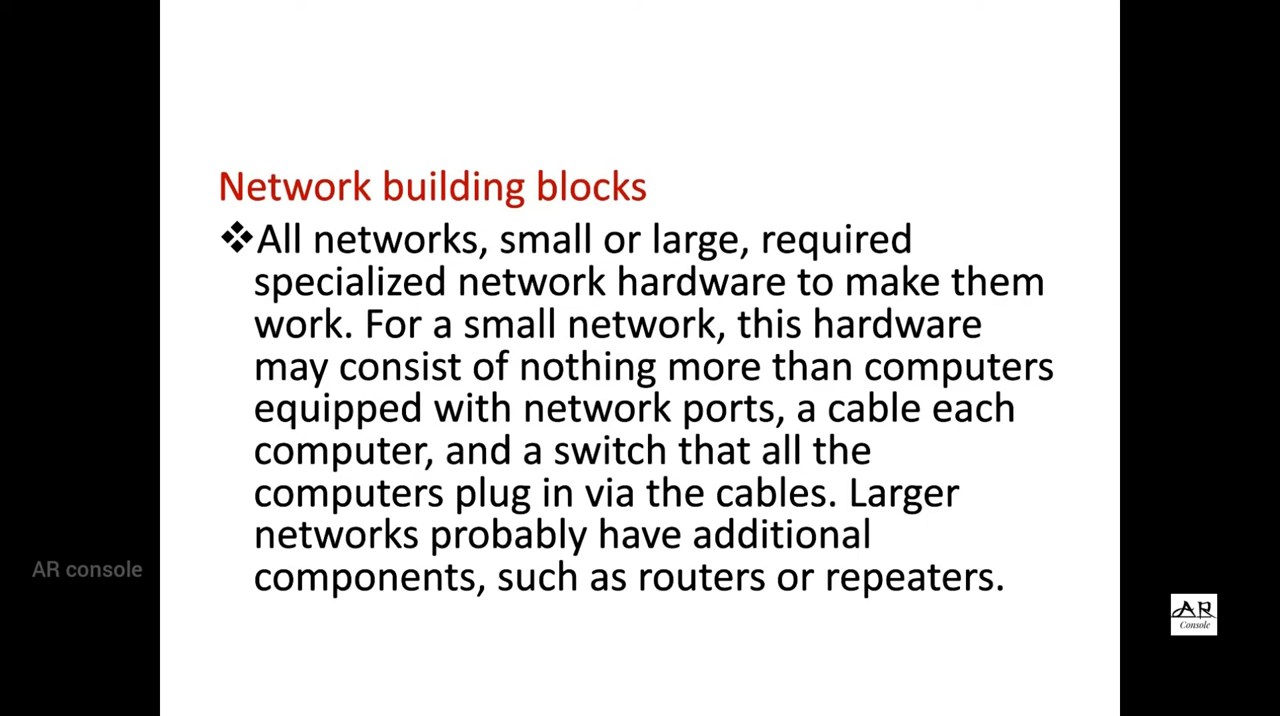 Network building blocks
❖All networks, small or large, required
specialized network hardware to make them
work. For a small network, this hardware
may consist of nothing more than computers
equipped with network ports, a cable each
computer, and a switch that all the
computers plug in via the cables. Larger
networks probably have additional
components, such as routers or repeaters.
AR console
AR
Console